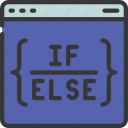 { IF
ELSE }